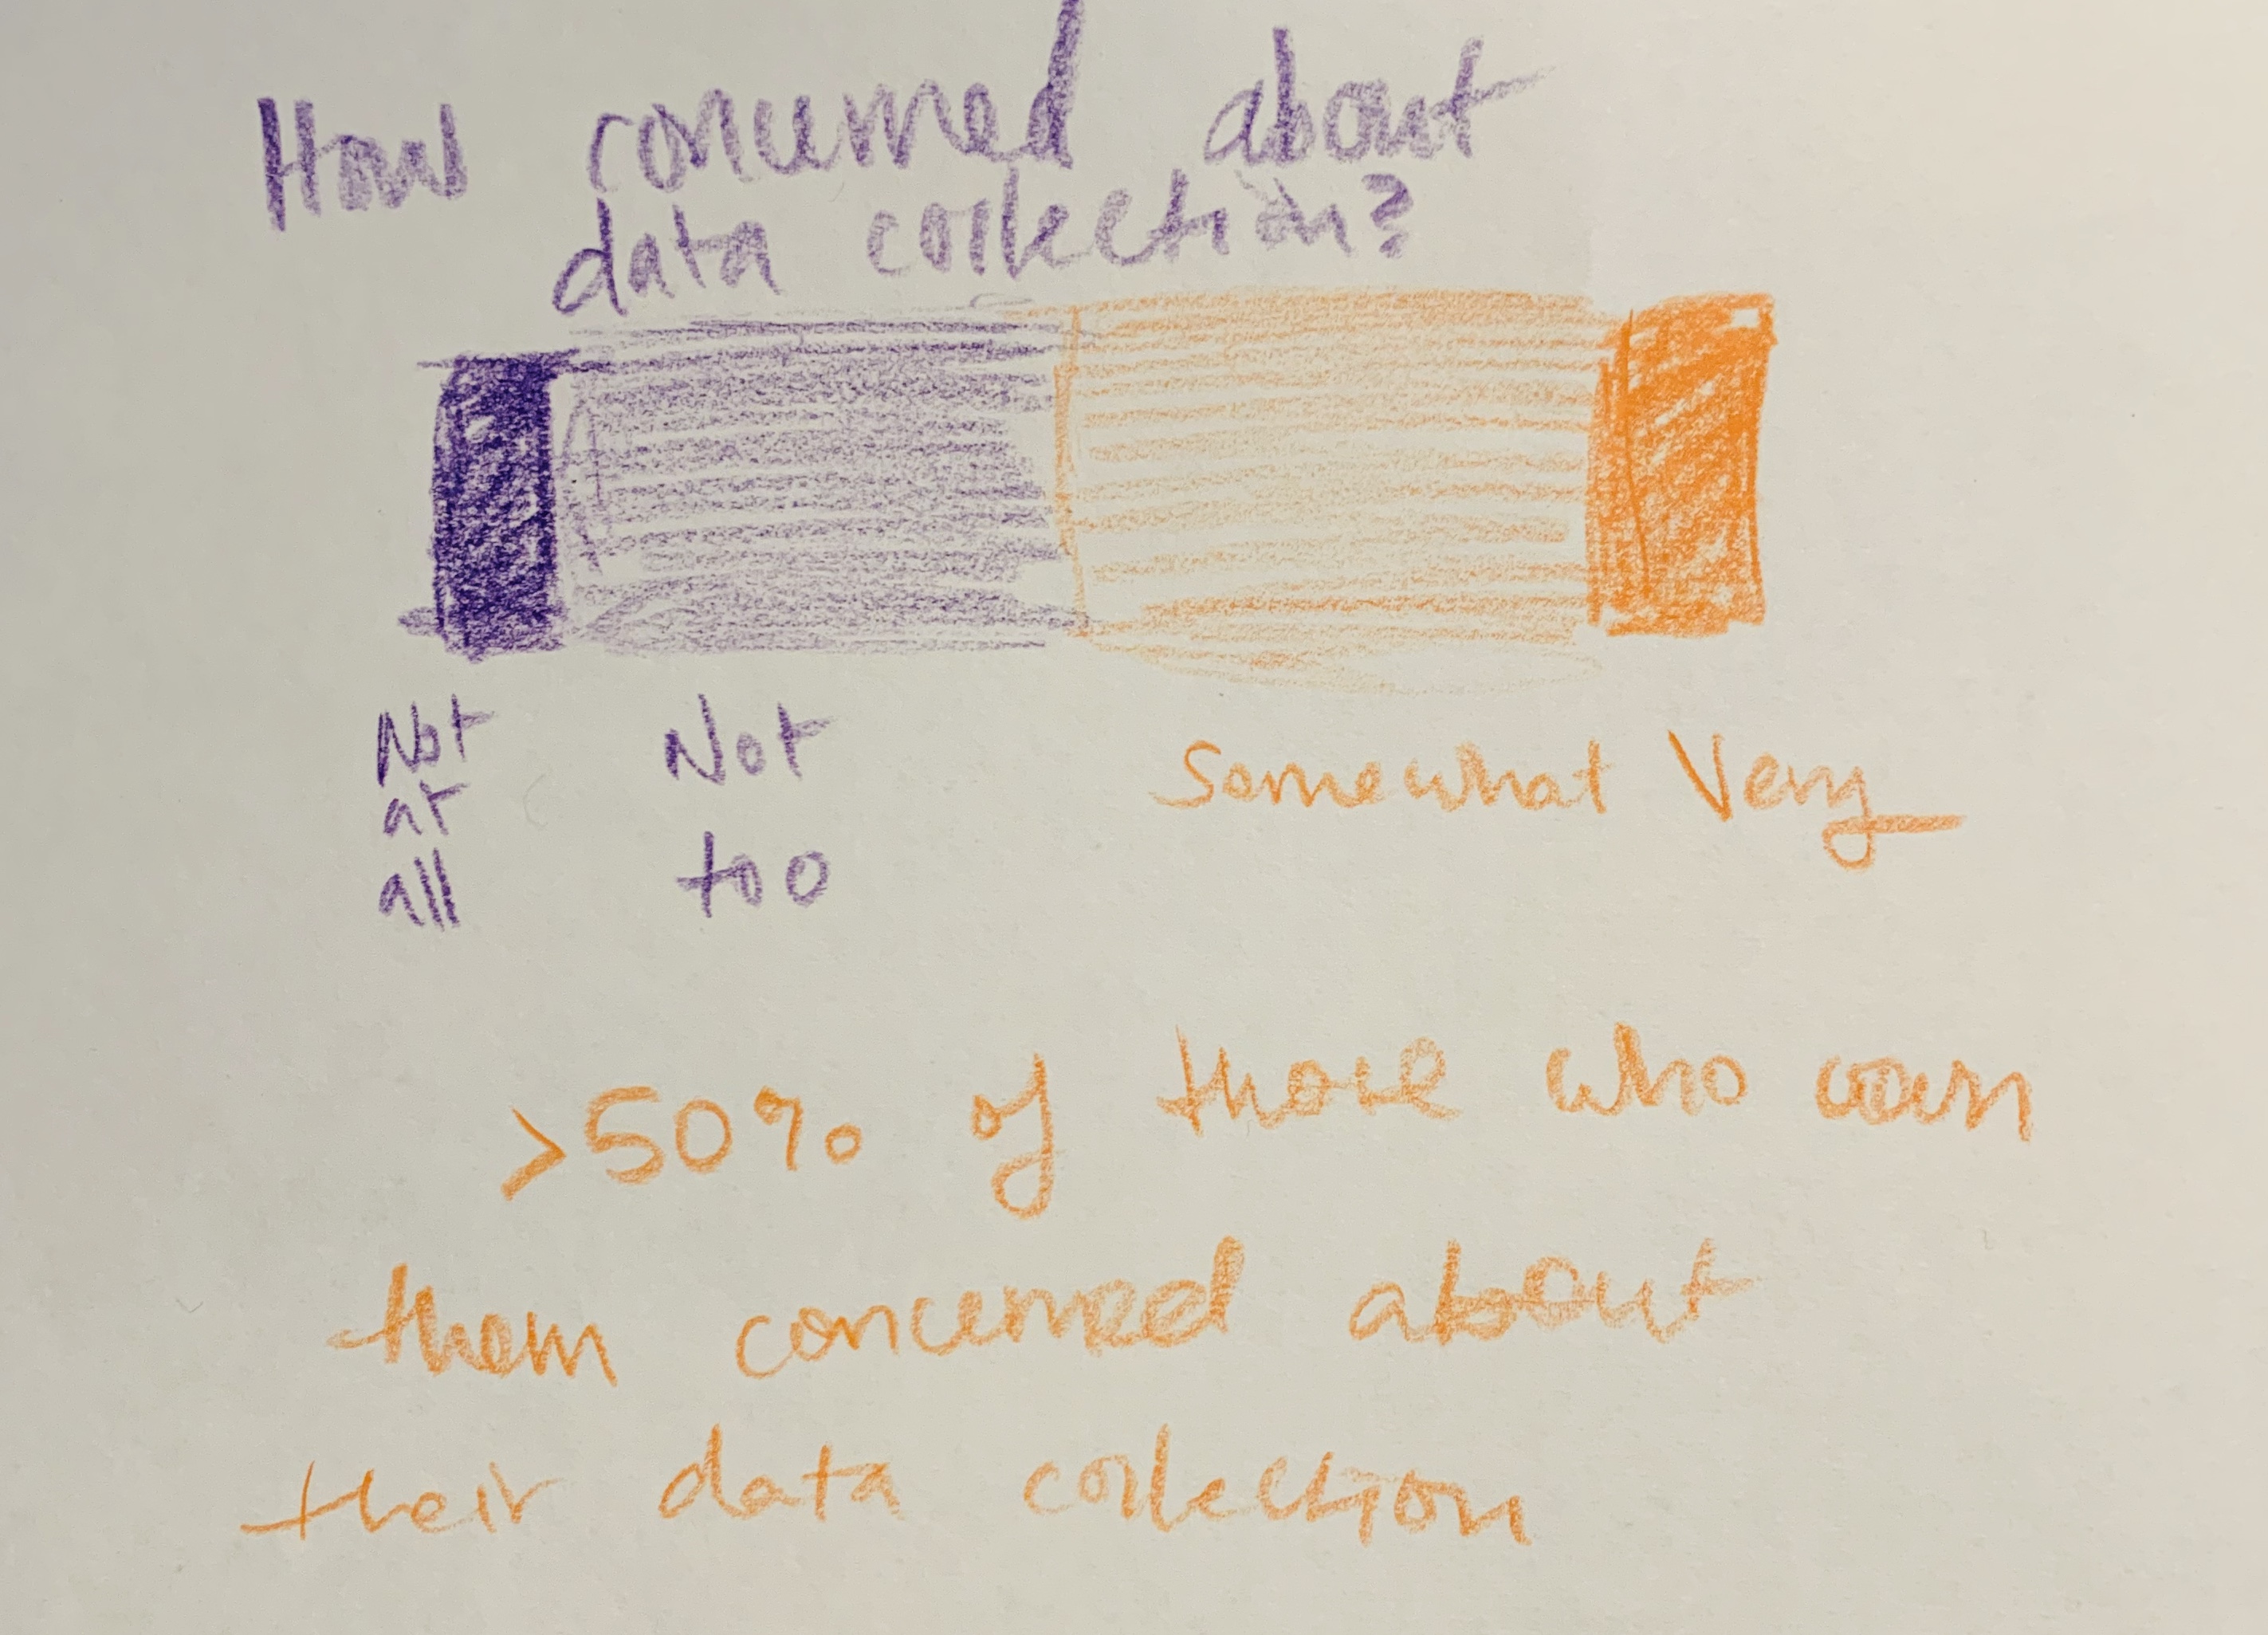 How concerned about
data collection?
Not
at
all
Not
too
Somewhat Very
>50% of those who own
them concerned about
their data collection